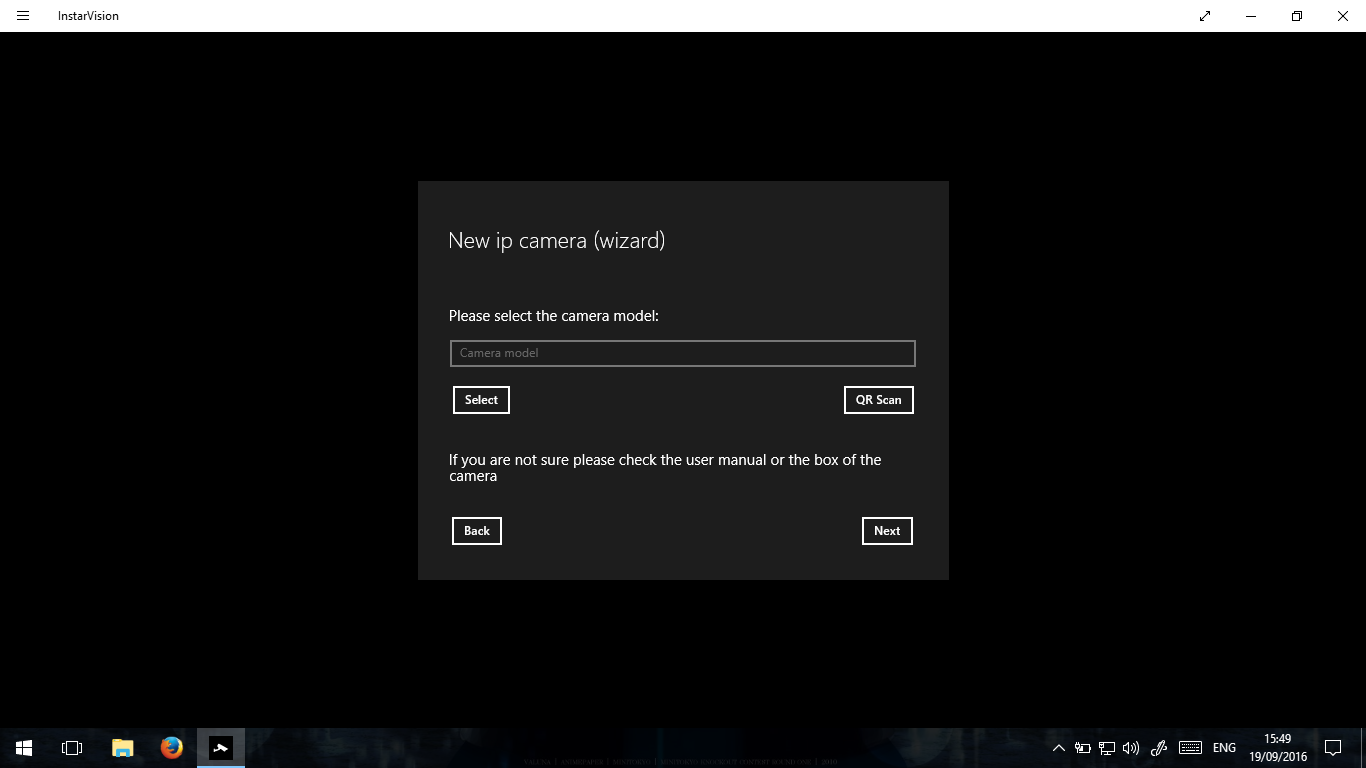 InstarVision
New ip camera (wizard)
Please select the camera model:
Camera model
Select
QR Scan
If you are not sure please check the user manual or the box of the
camera
Back
Next
ENG
15:49
19/09/2016